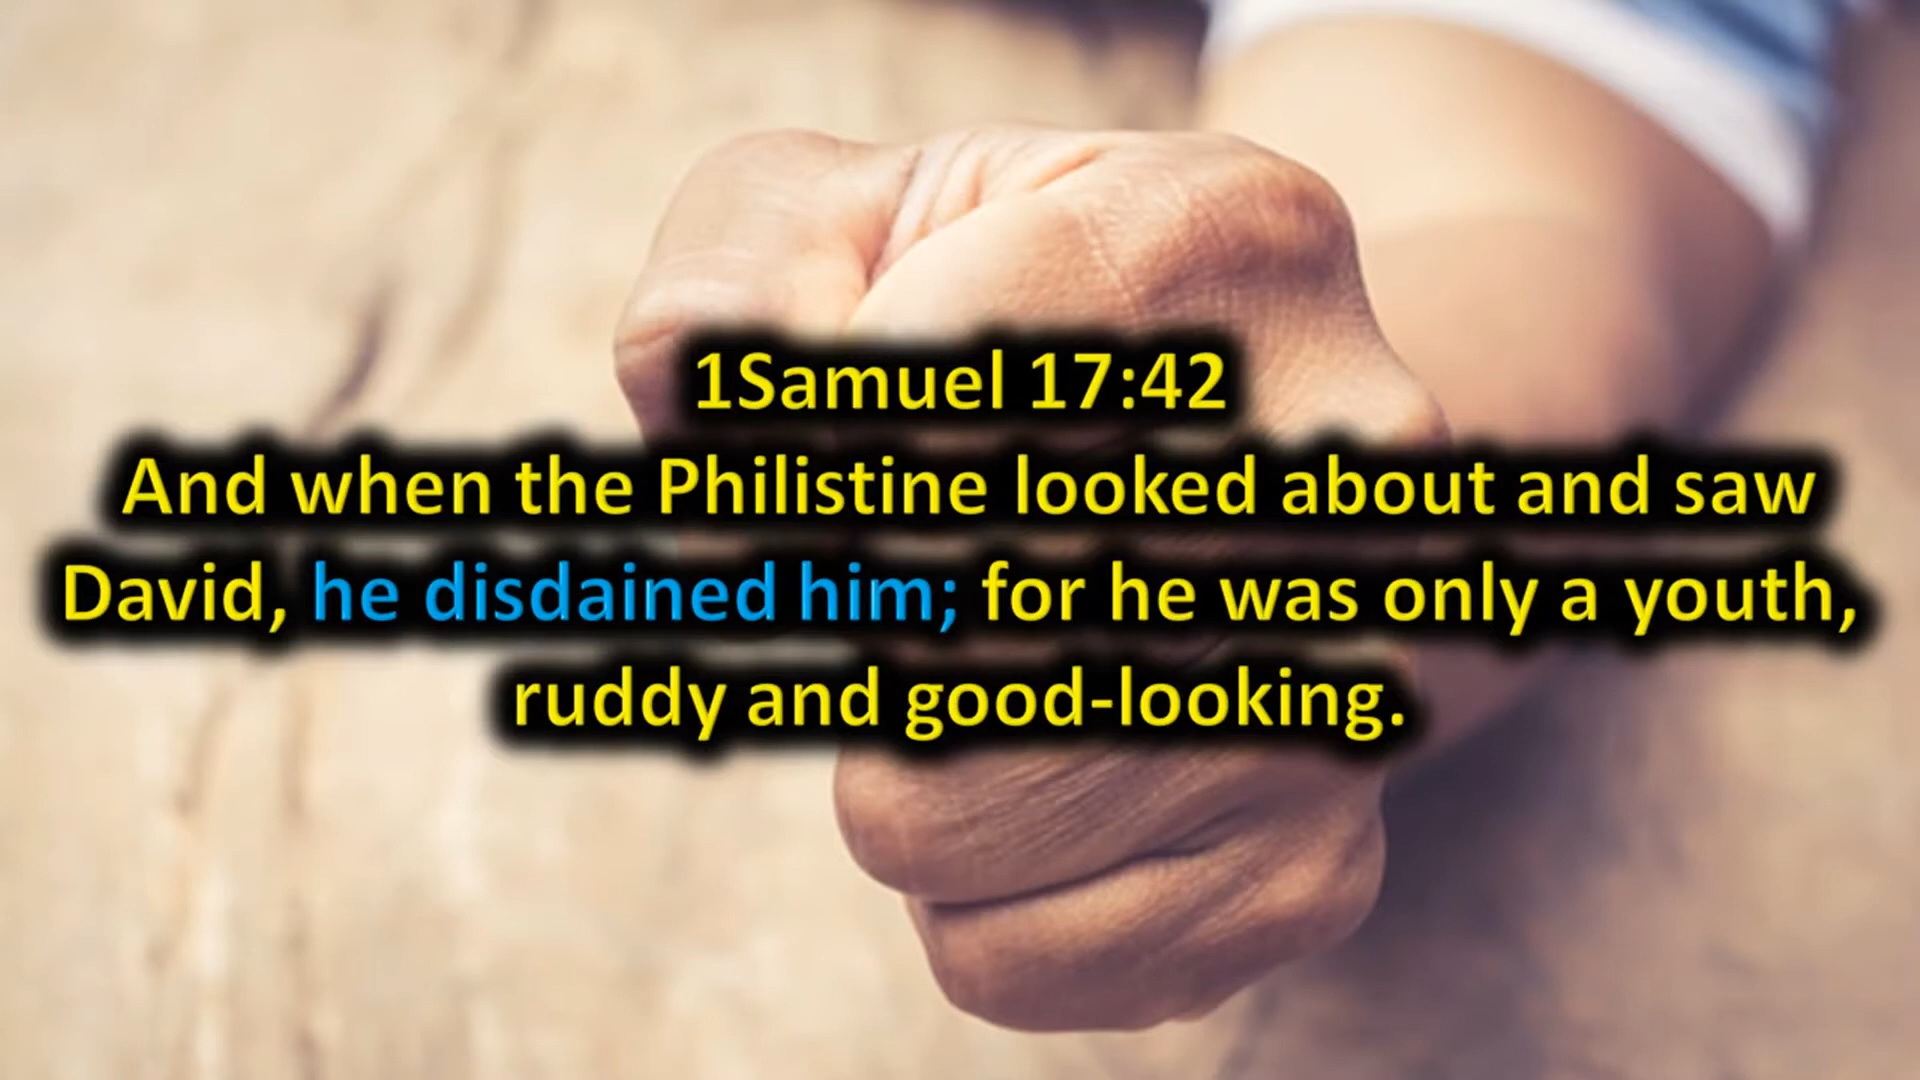 1Samuel 17:42
And when the Philistine looked about and saw
David, he disdained him; for he was only a youth,
ruddy and good-looking.